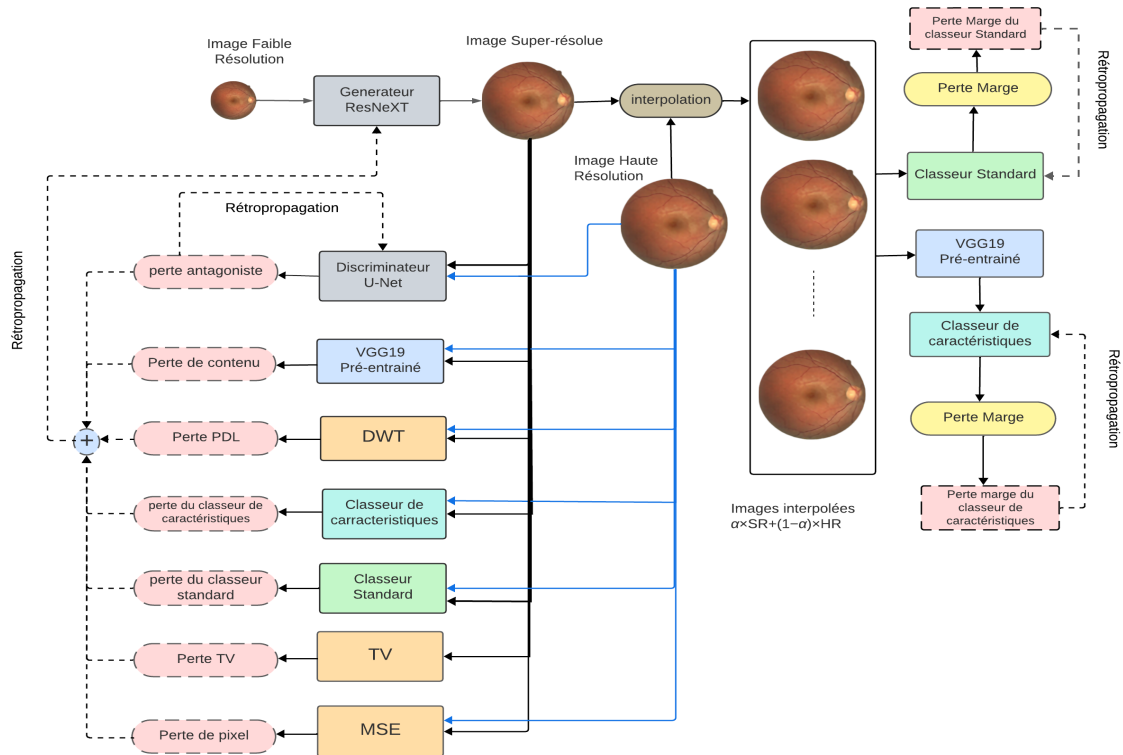 Image Faible
Résolution
Generateur
ResNeXT
Image Super-résolue
interpolation
Image Haute
Résolution
Perte Marge du
classeur Standard
Rétropropagation
Perte Marge
Classeur Standard
VGG19
Pré-entrainé
Classeur de
caractéristiques
Rétropropagation
Perte Marge
Perte marge du
classeur de
caractéristiques
Images interpolées
α×SR+(1−α)×HR
Rétropropagation
Rétropropagation
perte antagoniste
Discriminateur
U-Net
Perte de contenu
VGG19
Pré-entrainé
+
Perte PDL
DWT
perte du classeur de
caractéristiques
Classeur de
carracteristiques
perte du classeur
standard
Classeur
Standard
Perte TV
TV
Perte de pixel
MSE